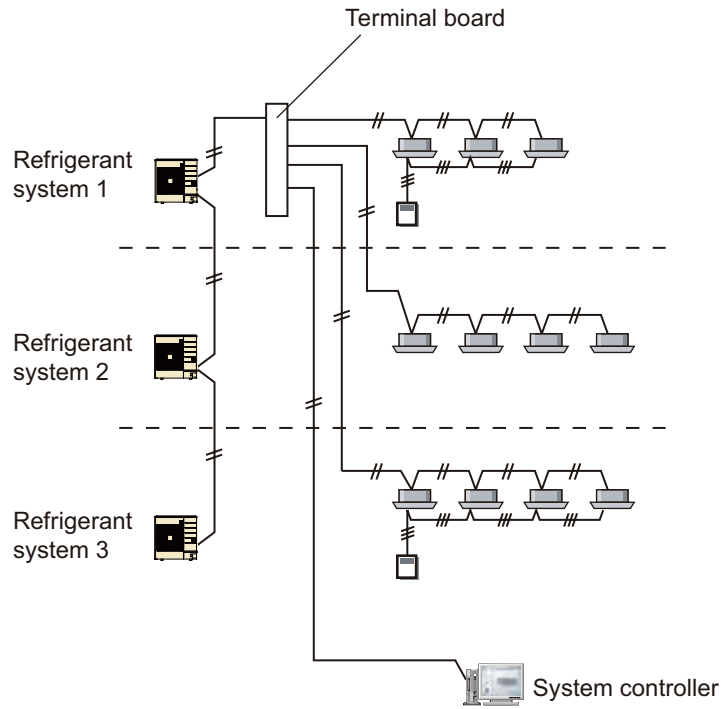 Terminal board
Refrigerant
system 1
Refrigerant
system 2
Refrigerant
system 3
System controller